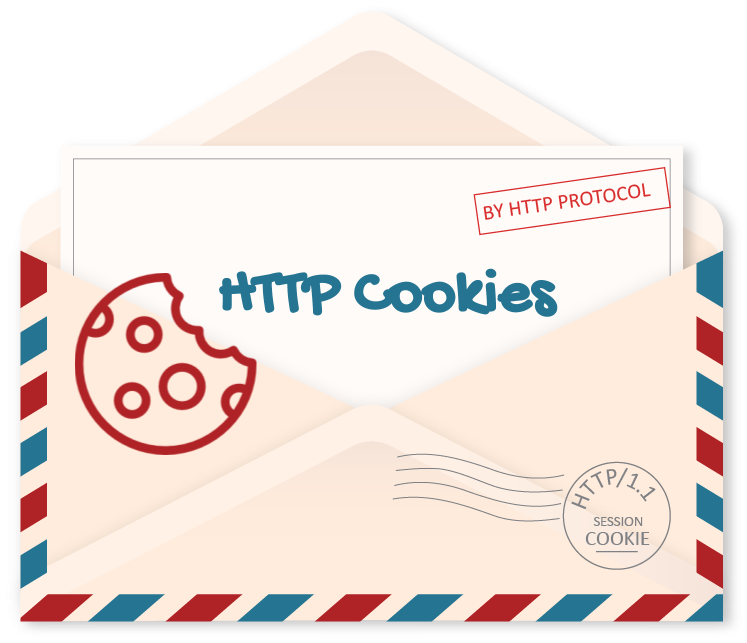 BY HTTP PROTOCOL
HTTP Cookies
HTTP/1.1
SESSION
COOKIE